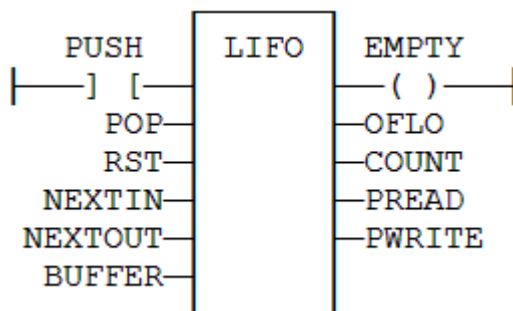 PUSH LIFO EMPTY
] [ ( )
POP OFLO
RST COUNT
NEXTIN PREAD
NEXTOUT PWRITE
BUFFER